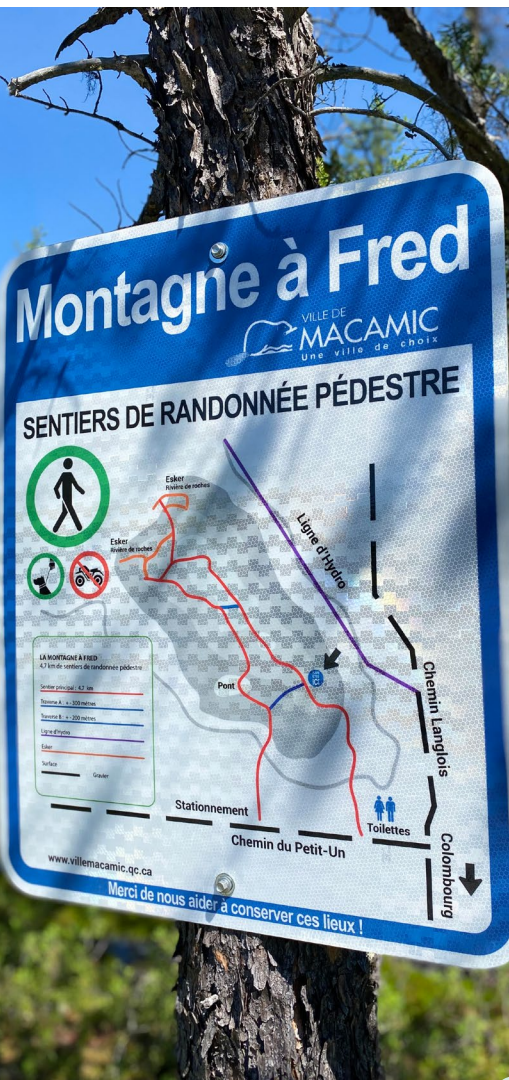 Montagne à Fred
VILLE DE
MACAMIC
Une ville de choix
SENTIERS DE RANDONNÉE PÉDESTRE
Esker
Rivière de roches
Esker
Rivière de roches
Ligne d'Hydro
LA MONTAGNE À FRED
4,7 km de sentiers de randonnée pédestre
Sentier principal : 4,7 km
Traverse A : +- 300 mètres
Traverse B : +- 200 mètres
Ligne d'Hydro
Esker
Surface
Gravier
Pont
Chemin Langlois
Stationnement
Toilettes
Chemin du Petit-Un
Colombourg
www.villemacamic.qc.ca
Merci de nous aider à conserver ces lieux !